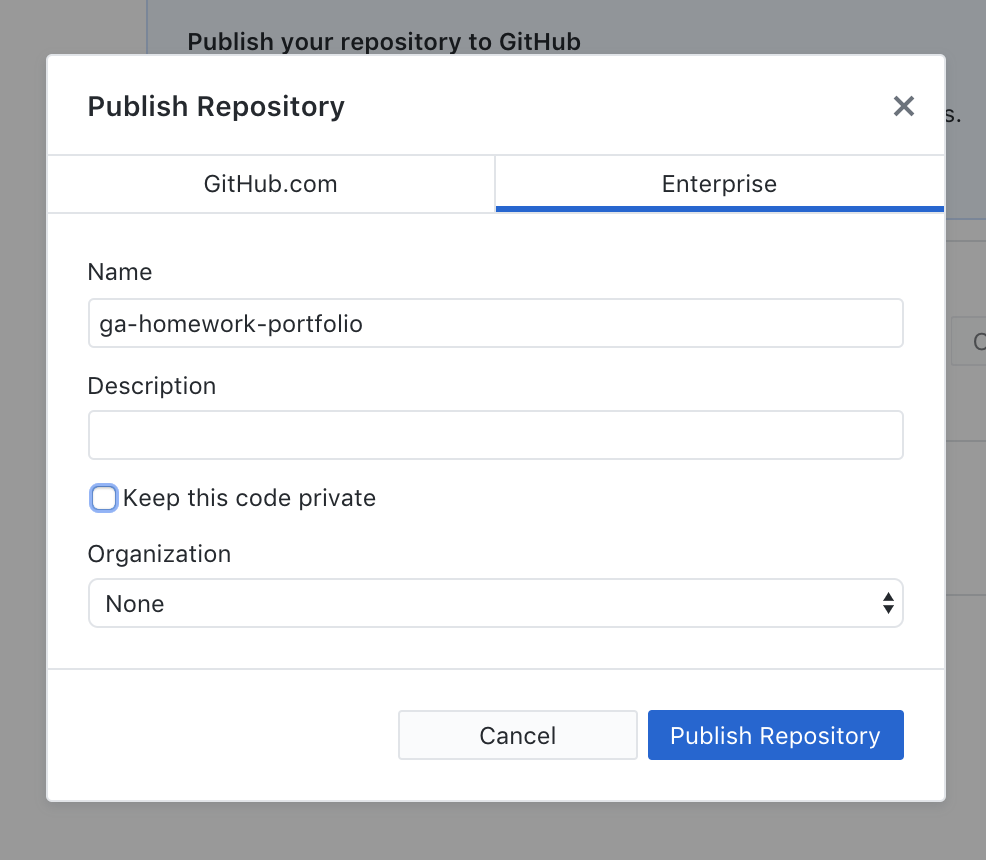 Publish your repository to GitHub
Publish Repository
s.
GitHub.com
Enterprise
Name
ga-homework-portfolio
Description
Keep this code private
Organization
None
Cancel
Publish Repository